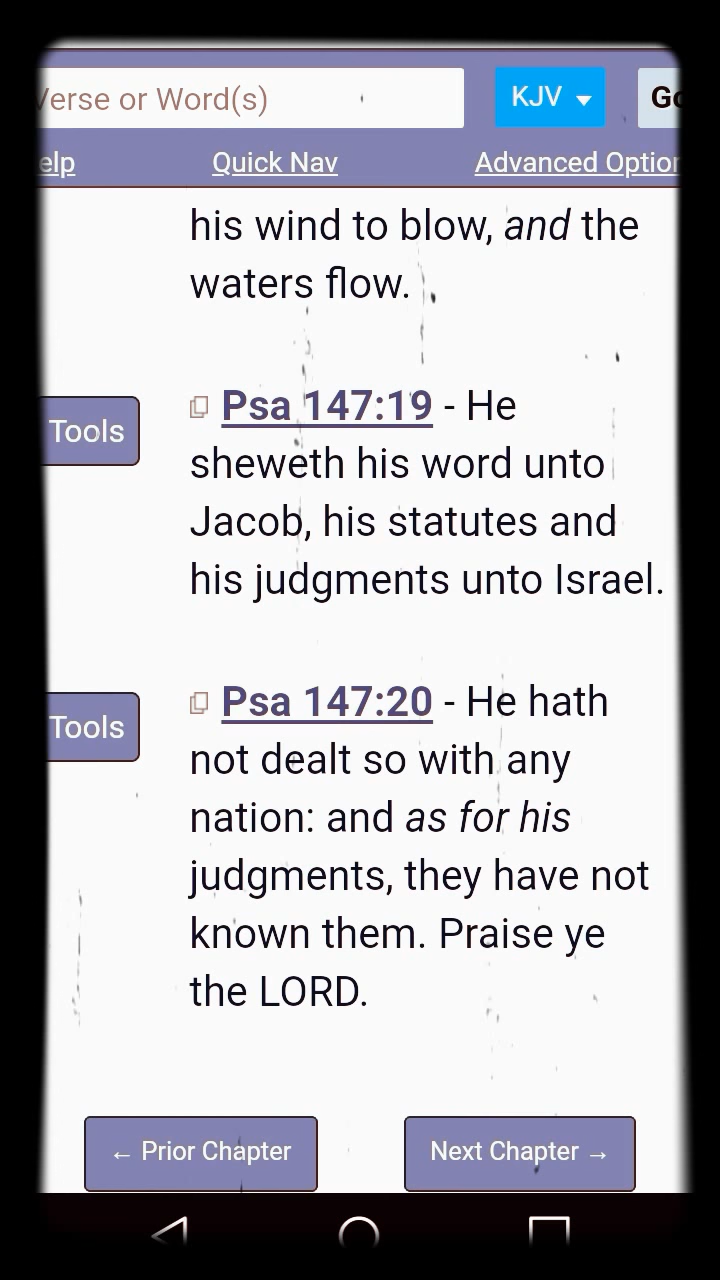 Verse or Word(s) KJV Go
elp Quick Nav Advanced Option
his wind to blow, and the
waters flow.
Psa 147:19 - He
Tools
sheweth his word unto
Jacob, his statutes and
his judgments unto Israel.
Psa 147:20 - He hath
Tools
not dealt so with any
nation: and as for his
judgments, they have not
known them. Praise ye
the LORD.
← Prior Chapter Next Chapter →